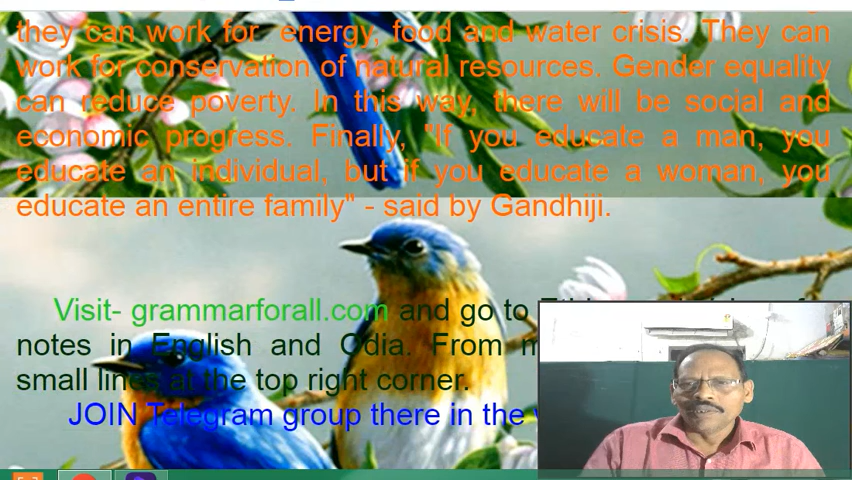 they can work for energy, food and water crisis. They can
work for conservation of natural resources. Gender equality
can reduce poverty. In this way, there will be social and
economic progress. Finally, "If you educate a man, you
educate an individual, but if you educate a woman, you
educate an entire family" - said by Gandhiji.
Visit- grammarforall.com and go to
notes in English and Odia. From
small lines at the top right corner.
JOIN Telegram group there in the